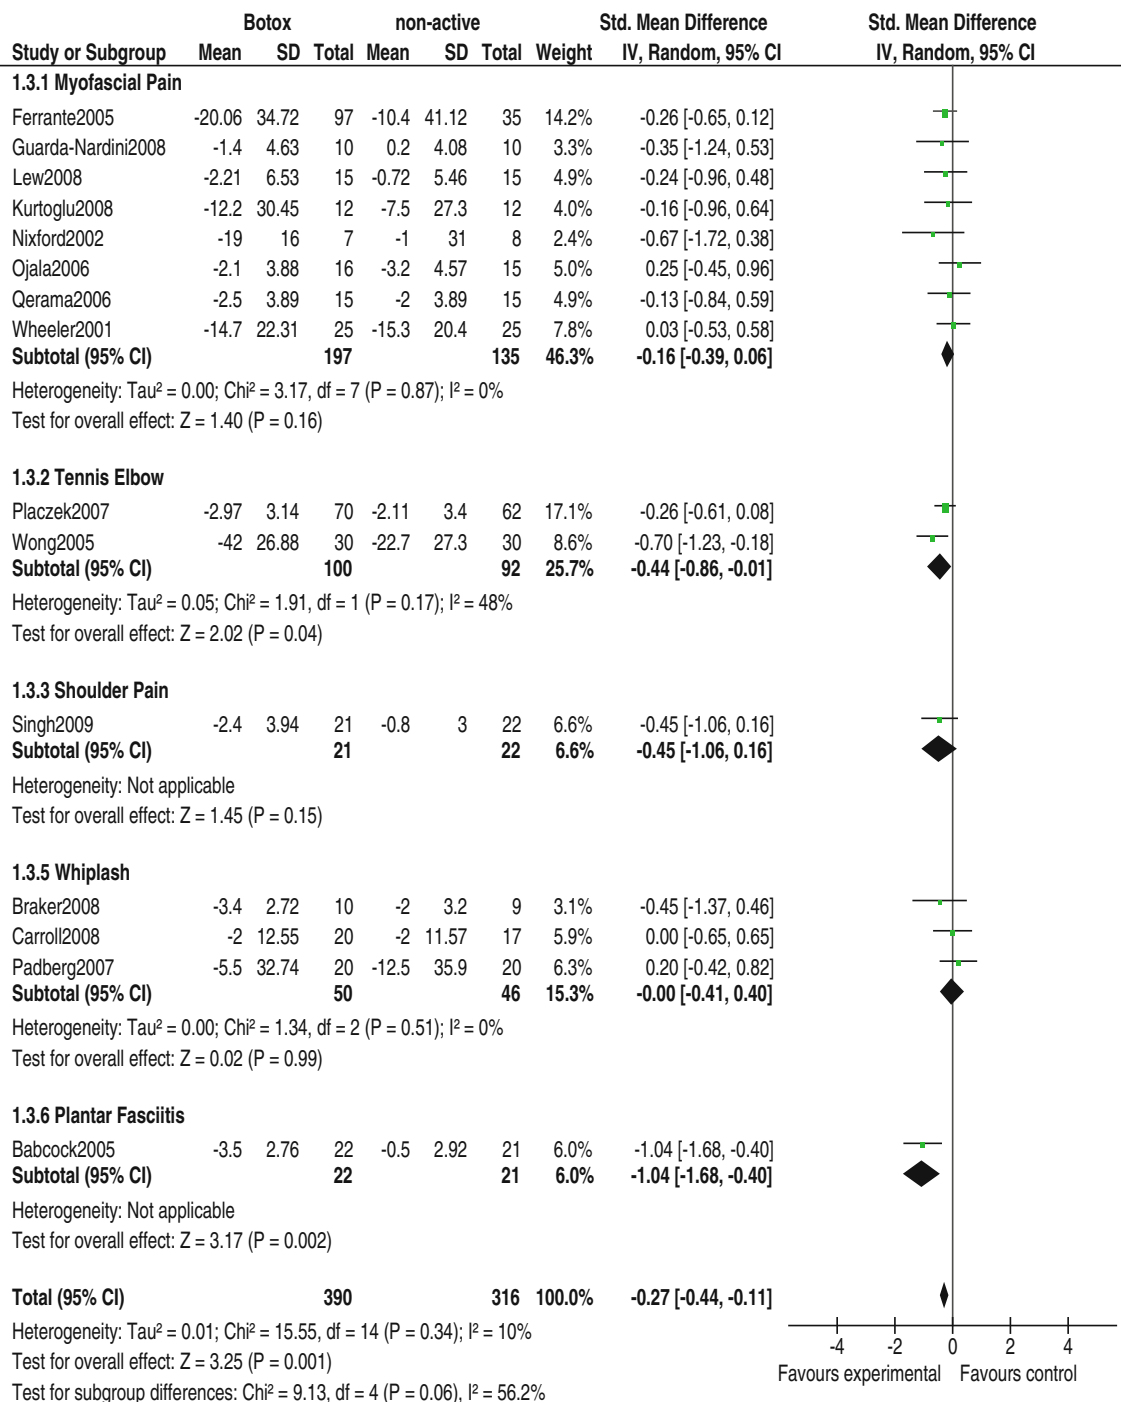 Botox non-active Std. Mean Difference Std. Mean Difference
Study or Subgroup Mean SD Total Mean SD Total Weight IV, Random, 95% CI IV, Random, 95% CI
1.3.1 Myofascial Pain
Ferrante2005 -20.06 34.72 97 -10.4 41.12 35 14.2% -0.26 [-0.65, 0.12]
Guarda-Nardini2008 -1.4 4.63 10 0.2 4.08 10 3.3% -0.35 [-1.24, 0.53]
Lew2008 -2.21 6.53 15 -0.72 5.46 15 4.9% -0.24 [-0.96, 0.48]
Kurtoglu2008 -12.2 30.45 12 -7.5 27.3 12 4.0% -0.16 [-0.96, 0.64]
Nixford2002 -19 16 7 -1 31 8 2.4% -0.67 [-1.72, 0.38]
Ojala2006 -2.1 3.88 16 -3.2 4.57 15 5.0% 0.25 [-0.45, 0.96]
Qerama2006 -2.5 3.89 15 -2 3.89 15 4.9% -0.13 [-0.84, 0.59]
Wheeler2001 -14.7 22.31 25 -15.3 20.4 25 7.8% 0.03 [-0.53, 0.58]
Subtotal (95% CI) 197 135 46.3% -0.16 [-0.39, 0.06]
Heterogeneity: Tau² = 0.00; Chi² = 3.17, df = 7 (P = 0.87); I² = 0%
Test for overall effect: Z = 1.40 (P = 0.16)
1.3.2 Tennis Elbow
Placzek2007 -2.97 3.14 70 -2.11 3.4 62 17.1% -0.26 [-0.61, 0.08]
Wong2005 -42 26.88 30 -22.7 27.3 30 8.6% -0.70 [-1.23, -0.18]
Subtotal (95% CI) 100 92 25.7% -0.44 [-0.86, -0.01]
Heterogeneity: Tau² = 0.05; Chi² = 1.91, df = 1 (P = 0.17); I² = 48%
Test for overall effect: Z = 2.02 (P = 0.04)
1.3.3 Shoulder Pain
Singh2009 -2.4 3.94 21 -0.8 3 22 6.6% -0.45 [-1.06, 0.16]
Subtotal (95% CI) 21 22 6.6% -0.45 [-1.06, 0.16]
Heterogeneity: Not applicable
Test for overall effect: Z = 1.45 (P = 0.15)
1.3.5 Whiplash
Braker2008 -3.4 2.72 10 -2 3.2 9 3.1% -0.45 [-1.37, 0.46]
Carroll2008 -2 12.55 20 -2 11.57 17 5.9% 0.00 [-0.65, 0.65]
Padberg2007 -5.5 32.74 20 -12.5 35.9 20 6.3% 0.20 [-0.42, 0.82]
Subtotal (95% CI) 50 46 15.3% -0.00 [-0.41, 0.40]
Heterogeneity: Tau² = 0.00; Chi² = 1.34, df = 2 (P = 0.51); I² = 0%
Test for overall effect: Z = 0.02 (P = 0.99)
1.3.6 Plantar Fasciitis
Babcock2005 -3.5 2.76 22 -0.5 2.92 21 6.0% -1.04 [-1.68, -0.40]
Subtotal (95% CI) 22 21 6.0% -1.04 [-1.68, -0.40]
Heterogeneity: Not applicable
Test for overall effect: Z = 3.17 (P = 0.002)
Total (95% CI) 390 316 100.0% -0.27 [-0.44, -0.11]
Heterogeneity: Tau² = 0.01; Chi² = 15.55, df = 14 (P = 0.34); I² = 10%
Test for overall effect: Z = 3.25 (P = 0.001)
Test for subgroup differences: Chi² = 9.13, df = 4 (P = 0.06), I² = 56.2%
-4 -2 0 2 4
Favours experimental Favours control